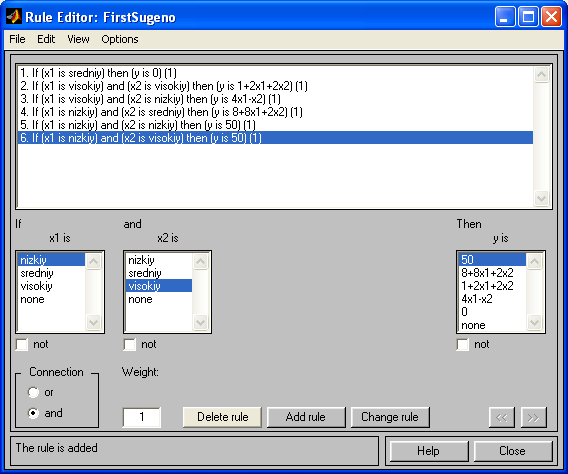 Rule Editor: FirstSugeno
File Edit View Options
1. If (x1 is sredniy) then (y is 0) (1)
2. If (x1 is visokiy) and (x2 is visokiy) then (y is 1+2x1+2x2) (1)
3. If (x1 is visokiy) and (x2 is nizkiy) then (y is 4x1-x2) (1)
4. If (x1 is nizkiy) and (x2 is sredniy) then (y is 8+8x1+2x2) (1)
5. If (x1 is nizkiy) and (x2 is nizkiy) then (y is 50) (1)
6. If (x1 is nizkiy) and (x2 is visokiy) then (y is 50) (1)
If and Then
x1 is x2 is y is
nizkiy
sredniy
visokiy
none
nizkiy
sredniy
visokiy
none
50
8+8x1+2x2
1+2x1+2x2
4x1-x2
0
none
not not not
Connection
or
and
Weight:
1 Delete rule Add rule Change rule << >>
The rule is added Help Close